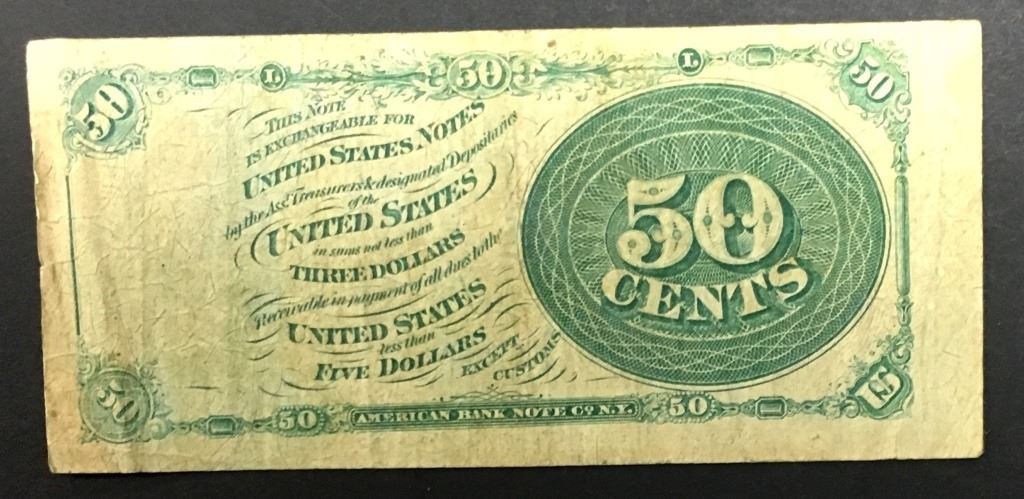 50 L 50 L 50
THIS NOTE
IS EXCHANGEABLE FOR
UNITED STATES NOTES
by the Asst. Treasurers & designated Depositaries
of the
UNITED STATES
in sums not less than
THREE DOLLARS
Receivable in payment of all dues to the
UNITED STATES
less than
FIVE DOLLARS
EXCEPT
CUSTOMS
50
CENTS
50 50 AMERICAN BANK NOTE CO. N.Y. 50 US